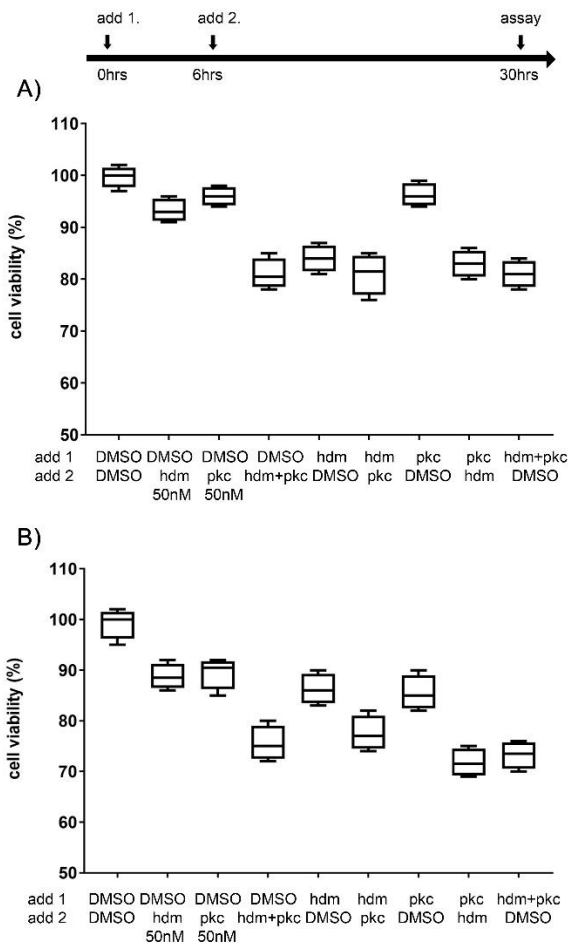 add 1. add 2. assay
0hrs 6hrs 30hrs
A)
110
100
90
80
70
60
50
cell viability (%)
add 1 DMSO DMSO DMSO DMSO hdm hdm pkc pkc hdm+pkc
add 2 DMSO hdm pkc hdm+pkc DMSO pkc DMSO hdm DMSO
50nM 50nM
B)
110
100
90
80
70
60
50
cell viability (%)
add 1 DMSO DMSO DMSO DMSO hdm hdm pkc pkc hdm+pkc
add 2 DMSO hdm pkc hdm+pkc DMSO pkc DMSO hdm DMSO
50nM 50nM